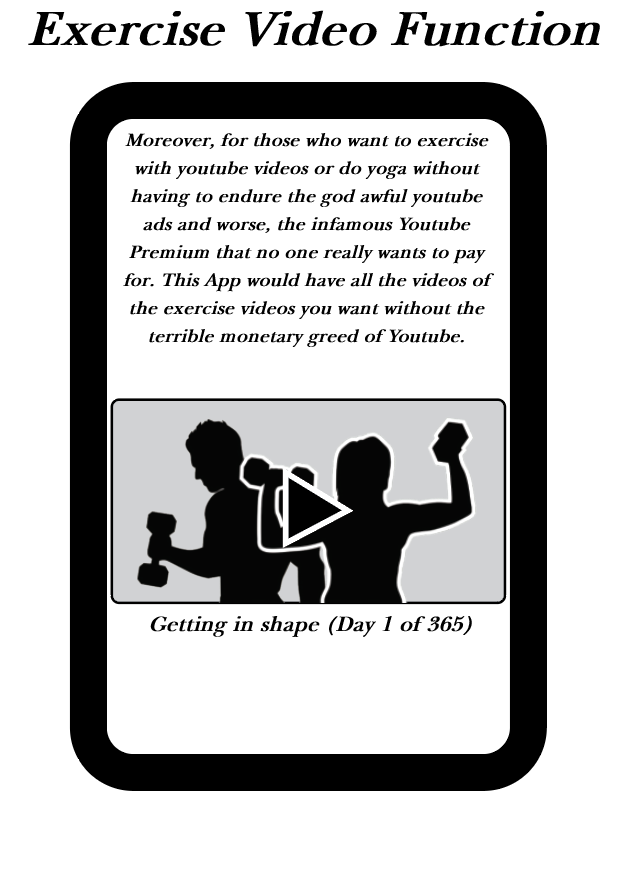 Exercise Video Function
Moreover, for those who want to exercise
with youtube videos or do yoga without
having to endure the god awful youtube
ads and worse, the infamous Youtube
Premium that no one really wants to pay
for. This App would have all the videos of
the exercise videos you want without the
terrible monetary greed of Youtube.
Getting in shape (Day 1 of 365)